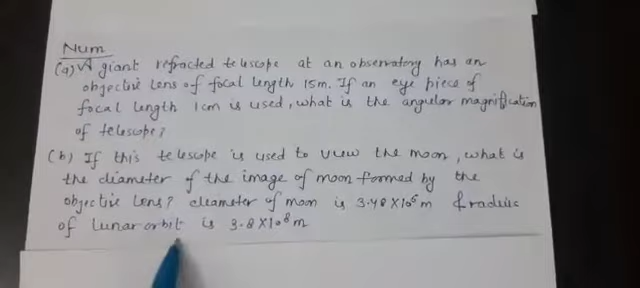 Num
(a) A giant refracted telescope at an observatory has an
objective lens of focal length 15m. If an eye piece of
focal length 1cm is used, what is the angular magnification
of telescope?
(b) If this telescope is used to view the moon, what is
the diameter of the image of moon formed by the
objective lens? diameter of moon is 3.48 × 10⁶ m & radius
of lunar orbit is 3.8 × 10⁸ m